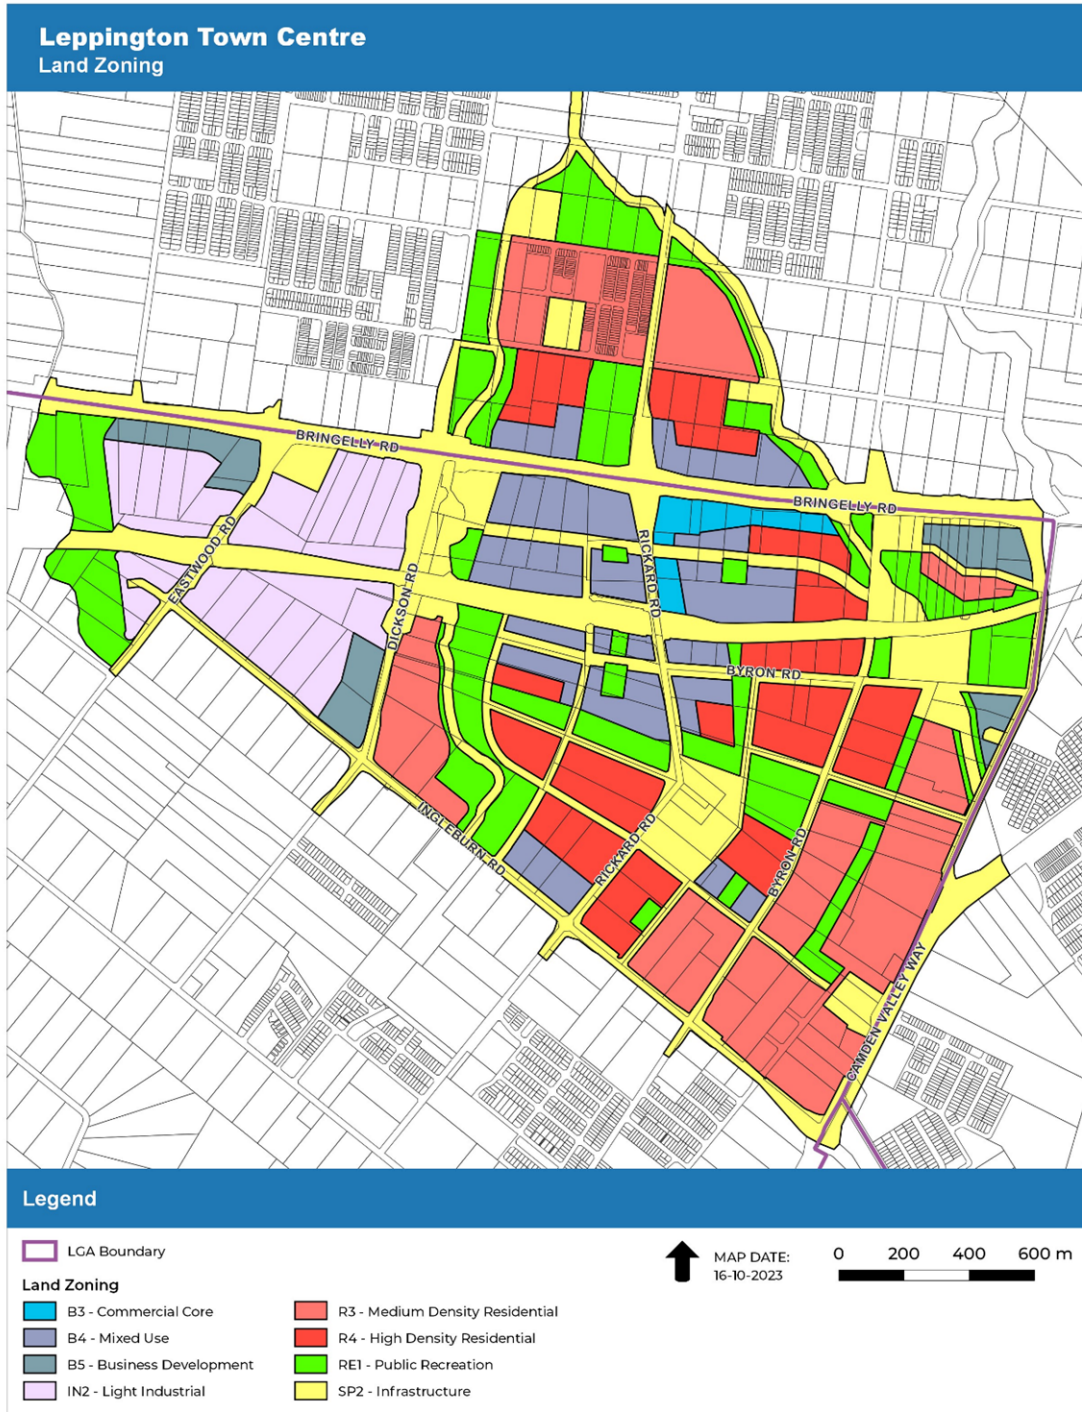 Leppington Town Centre
Land Zoning
BRINGELLY RD
BRINGELLY RD
EASTWOOD RD
DICKSON RD
RICKARD RD
BYRON RD
INGLEBURN RD
RICKARD RD
BYRON RD
CAMDEN VALLEY WAY
Legend
LGA Boundary
Land Zoning
B3 - Commercial Core
B4 - Mixed Use
B5 - Business Development
IN2 - Light Industrial
R3 - Medium Density Residential
R4 - High Density Residential
RE1 - Public Recreation
SP2 - Infrastructure
MAP DATE:
16-10-2023
0 200 400 600 m